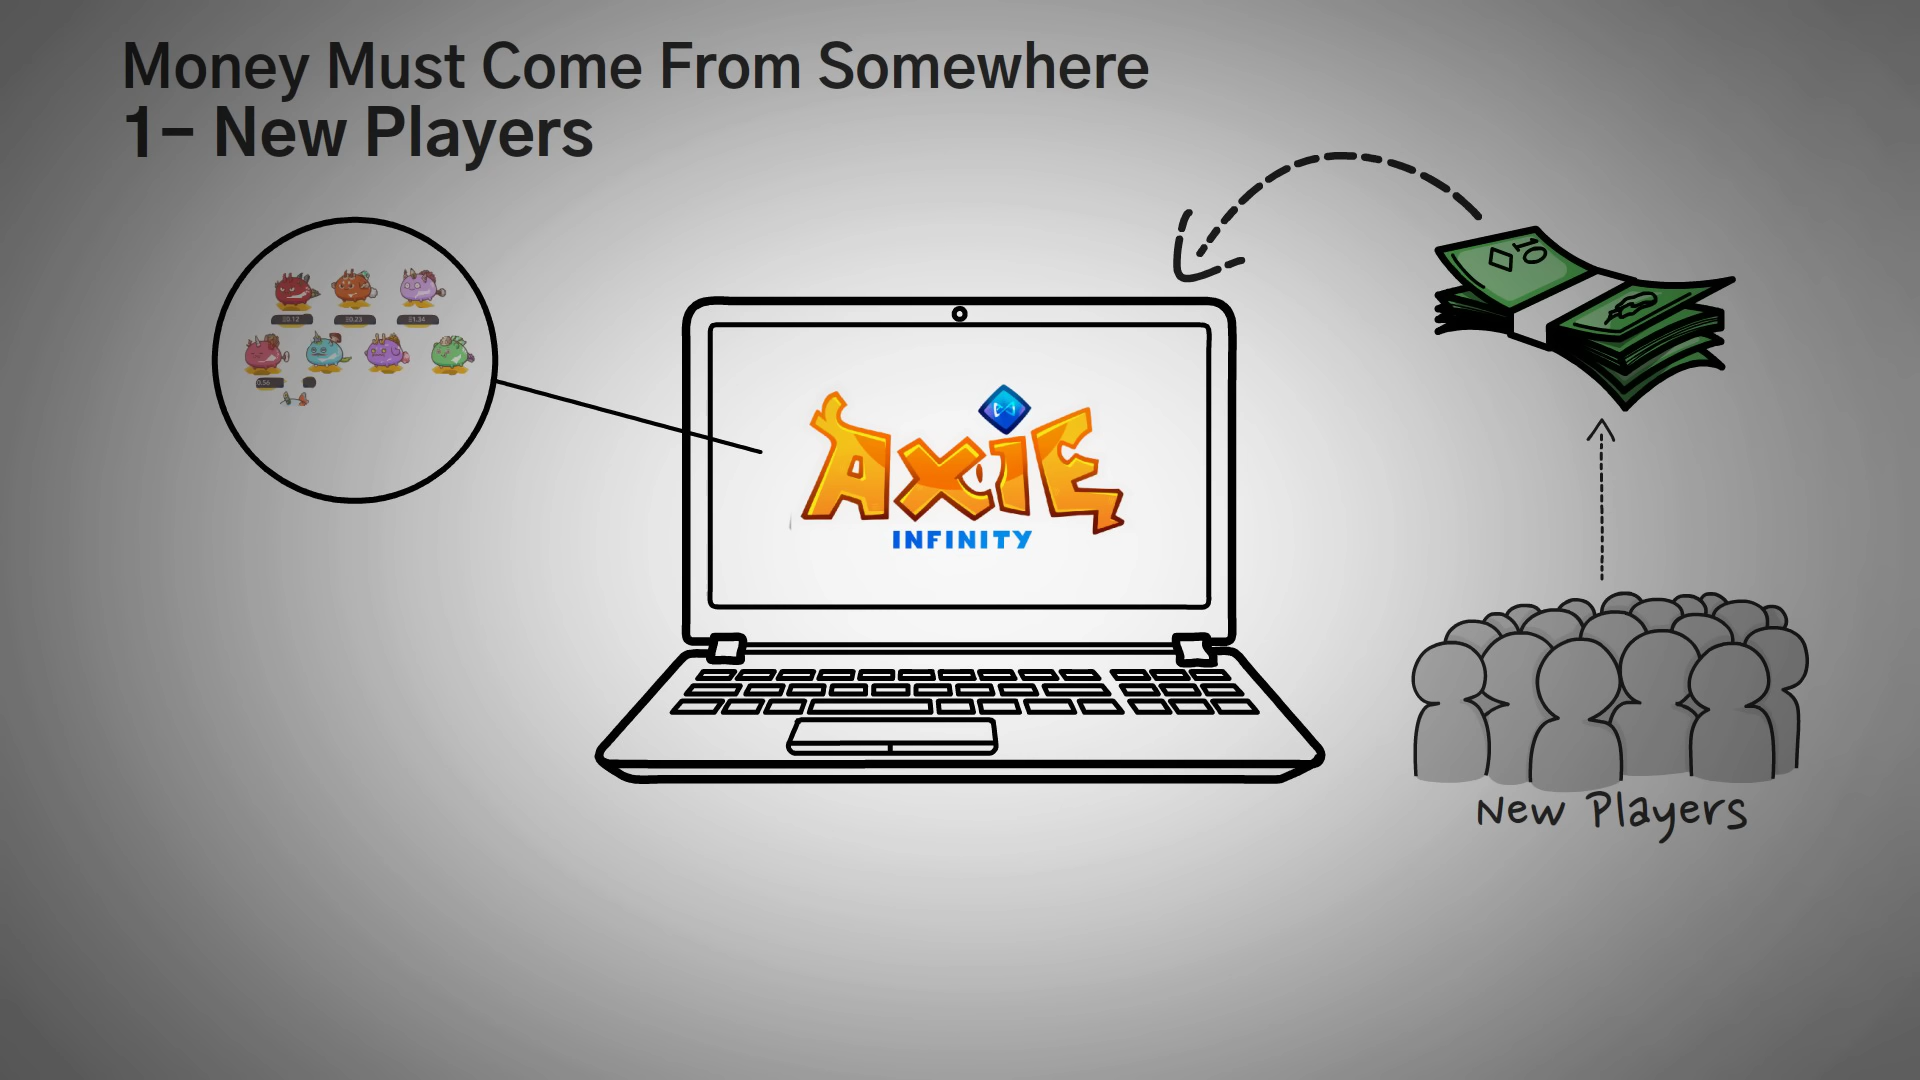 Money Must Come From Somewhere
1- New Players
10
AXIE
INFINITY
New Players